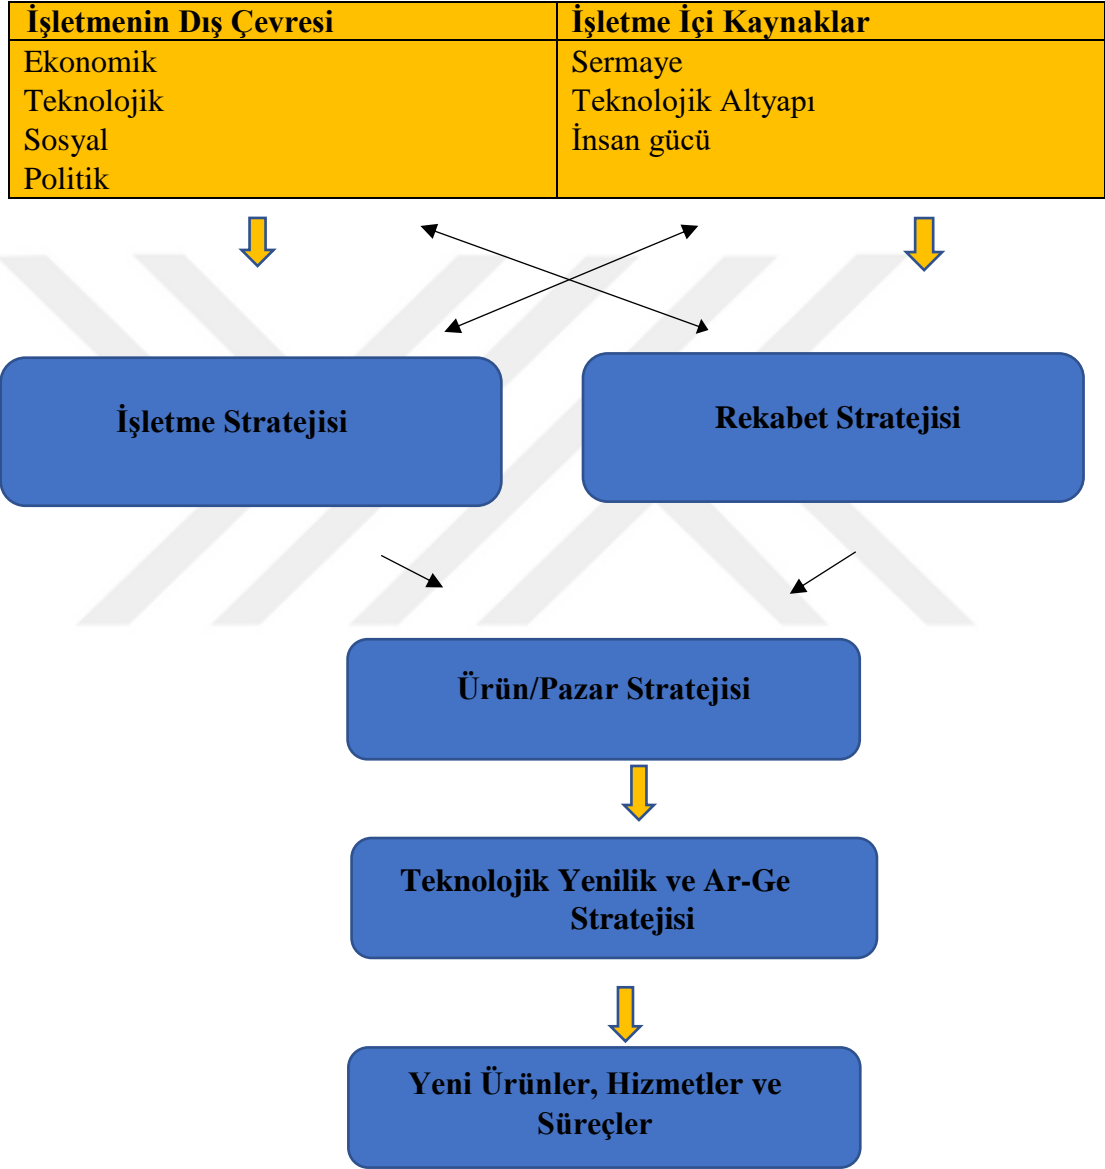 İşletmenin Dış Çevresi
Ekonomik
Teknolojik
Sosyal
Politik
İşletme İçi Kaynaklar
Sermaye
Teknolojik Altyapı
İnsan gücü
İşletme Stratejisi
Rekabet Stratejisi
Ürün/Pazar Stratejisi
Teknolojik Yenilik ve Ar-Ge
Stratejisi
Yeni Ürünler, Hizmetler ve
Süreçler